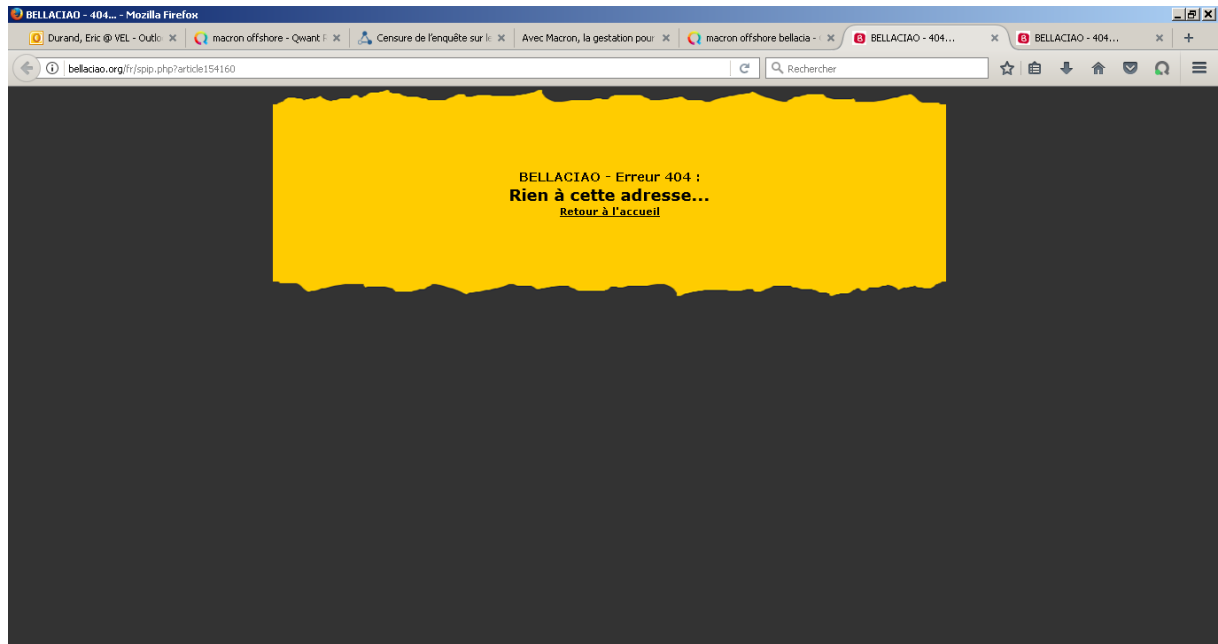 BELLACIAO - 404... - Mozilla Firefox
Durand, Eric @ VEL - Outlo
macron offshore - Qwant
Censure de l'enquête sur
Avec Macron, la gestation pour
macron offshore bellacia -
BELLACIAO - 404...
BELLACIAO - 404...
bellaciao.org/fr/spip.php?article154160
Rechercher
BELLACIAO - Erreur 404 :
Rien à cette adresse...
Retour à l'accueil